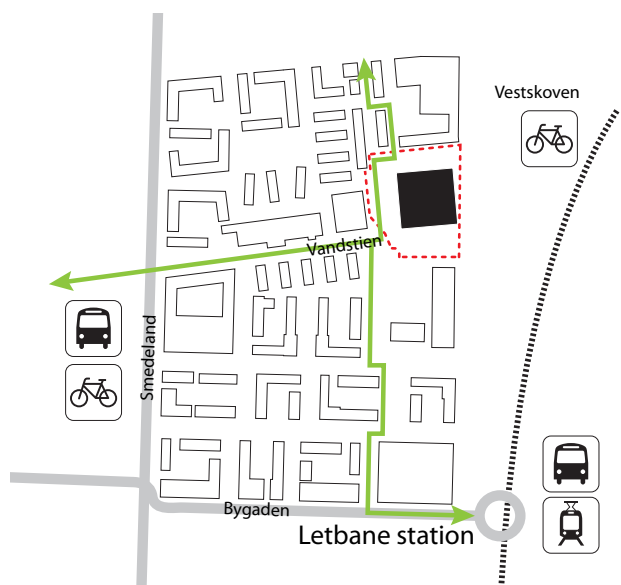 Vestskoven
Vandstien
Smedeland
Bygaden
Letbane station